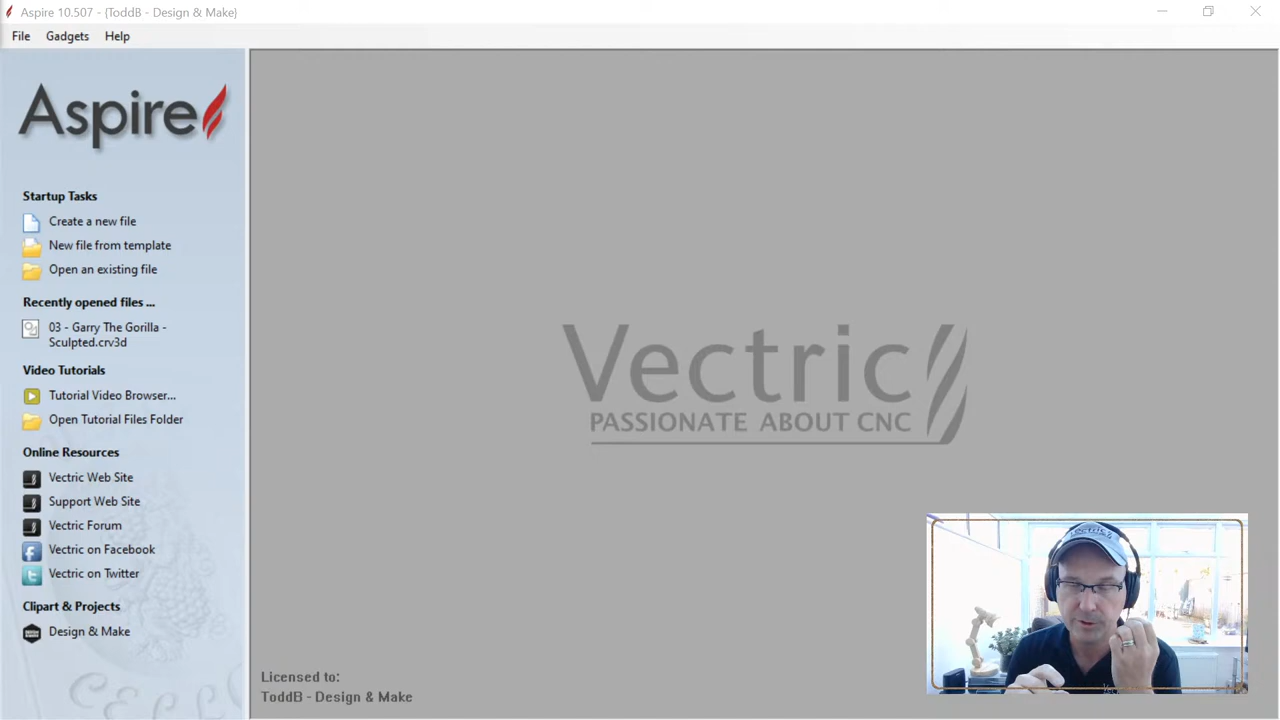 Aspire 10.507 - {ToddB - Design & Make}
File Gadgets Help
Aspire
Startup Tasks
Create a new file
New file from template
Open an existing file
Recently opened files ...
03 - Garry The Gorilla -
Sculpted.crv3d
Video Tutorials
Tutorial Video Browser...
Open Tutorial Files Folder
Online Resources
Vectric Web Site
Support Web Site
Vectric Forum
Vectric on Facebook
Vectric on Twitter
Clipart & Projects
Design & Make
Vectric
PASSIONATE ABOUT CNC
Licensed to:
ToddB - Design & Make